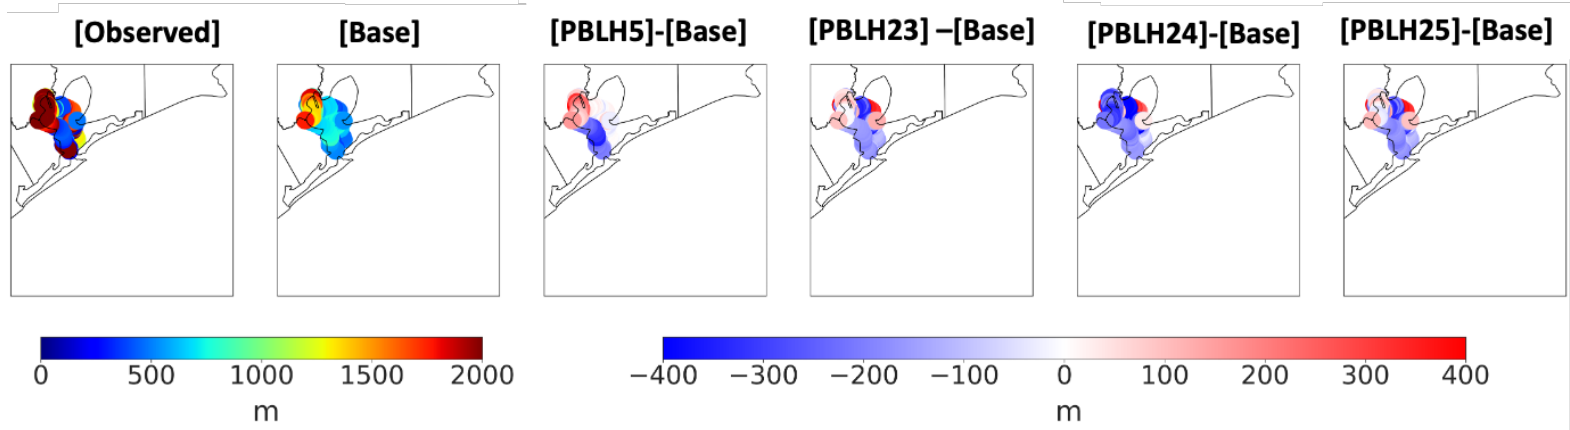 [Observed]
[Base]
[PBLH5]-[Base]
[PBLH23] –[Base]
[PBLH24]-[Base]
[PBLH25]-[Base]
0 500 1000 1500 2000
m
−400 −300 −200 −100 0 100 200 300 400
m